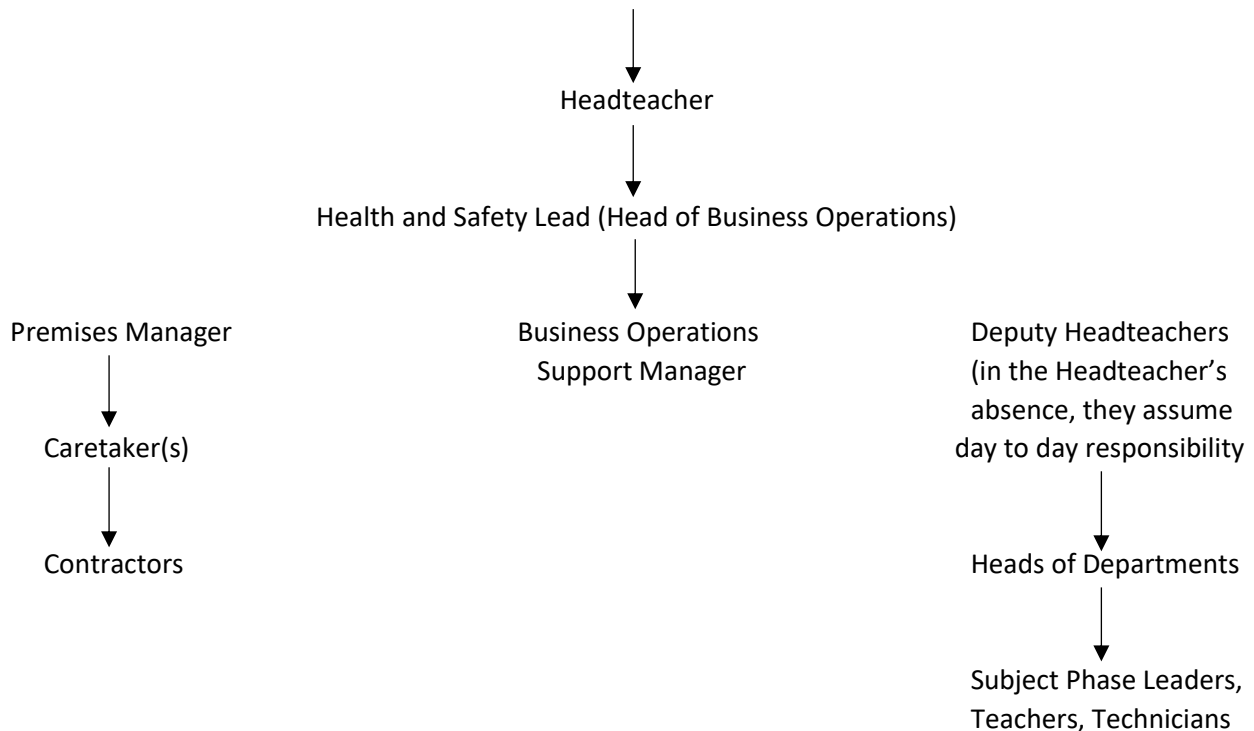 Headteacher
Health and Safety Lead (Head of Business Operations)
Premises Manager
Caretaker(s)
Contractors
Business Operations
Support Manager
Deputy Headteachers
(in the Headteacher’s
absence, they assume
day to day responsibility
Heads of Departments
Subject Phase Leaders,
Teachers, Technicians